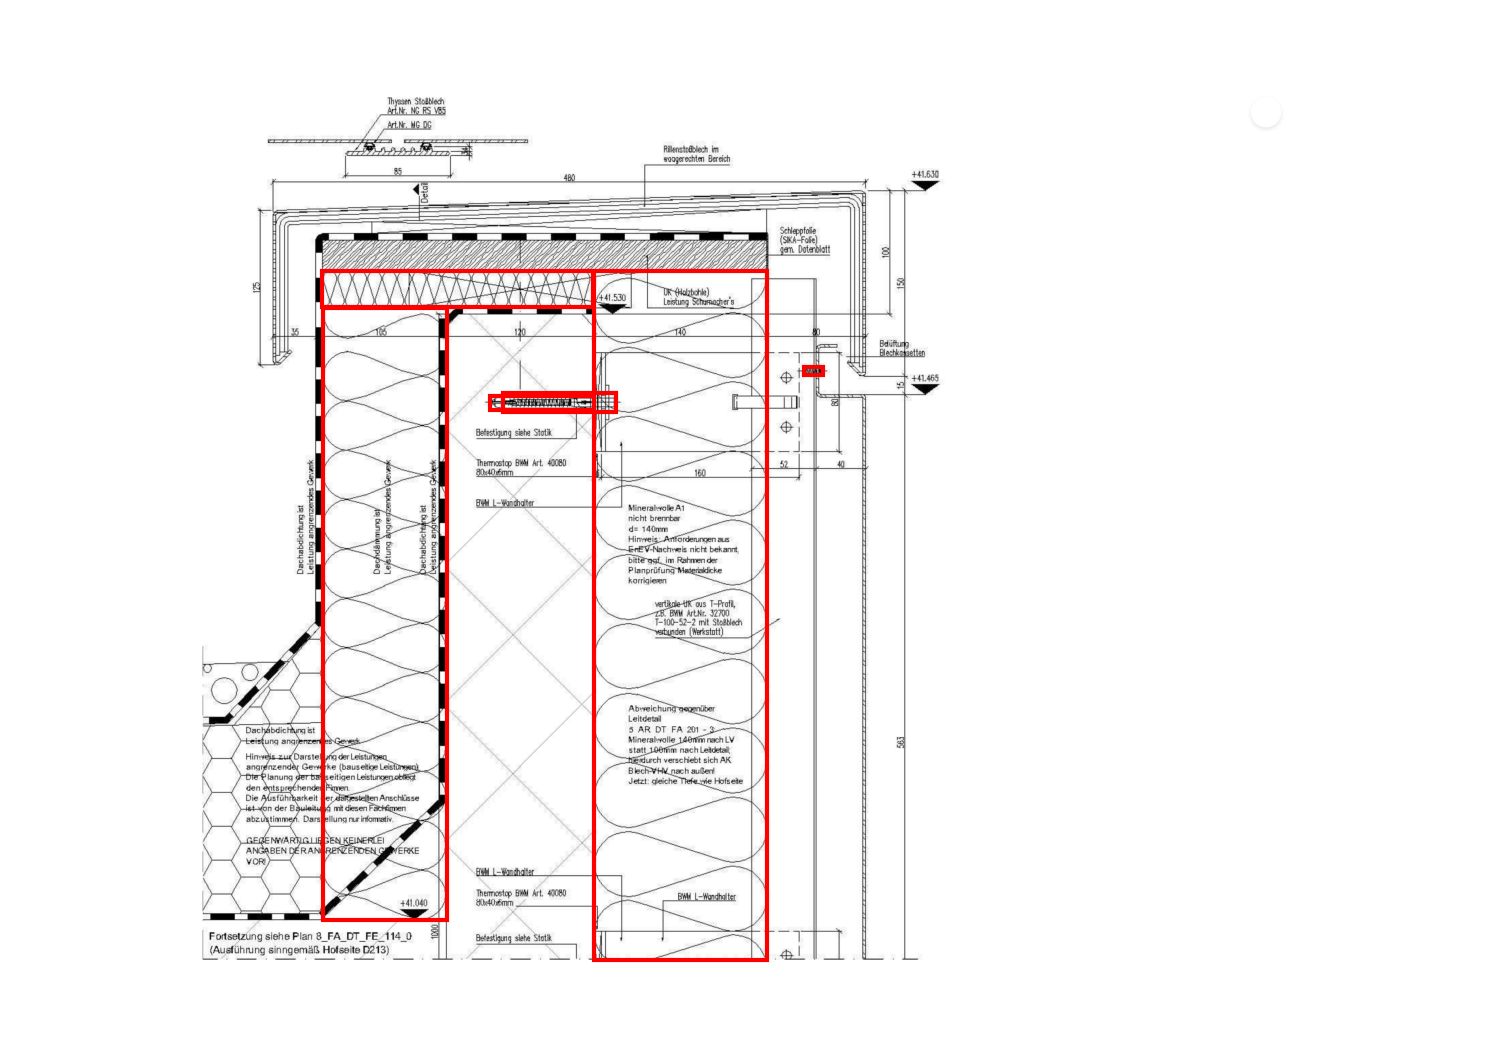 Thyssen Stoßblech
Art.Nr. NG RS V85
Art.Nr. MG DG
34
85
Rillenstoßblech im
waagerechten Bereich
480
+41.630
Detail
Schleppfolie
(SIKA-Folie)
gem. Datenblatt
100
150
125
UK (Holzbohle)
Leistung Schumacher's
+41.530
35
105
120
140
80
Belüftung
Blechkassetten
+41.465
15
80
Befestigung siehe Statik
Thermostop BWM Art. 40080
80x40x6mm
BWM L-Wandhalter
160
52
40
Dachabdichtung ist
Leistung angrenzendes Gewerk
Dachdämmung ist
Leistung angrenzendes Gewerk
Dachabdichtung ist
Leistung angrenzendes Gewerk
Mineralwolle A1
nicht brennbar
d= 140mm
Hinweis: Anforderungen aus
EnEV-Nachweis nicht bekannt,
bitte ggf. im Rahmen der
Planprüfung Materialdicke
korrigieren
vertikale UK aus T-Profil,
z.B. BWM Art.Nr. 32700
T-100-52-2 mit Stoßblech
verbunden (Werkstatt)
Abweichung gegenüber
Leitdetail
5 AR DT FA 201 - 3:
Mineralwolle 140mm nach LV
statt 100mm nach Leitdetail;
hierdurch verschiebt sich AK
Blech-VHV nach außen!
Jetzt: gleiche Tiefe wie Hofseite
563
Dachabdichtung ist
Leistung angrenzendes Gewerk
Hinweis zur Darstellung der Leistungen
angrenzender Gewerke (bauseitige Leistungen)
Die Planung der bauseitigen Leistungen obliegt
den entsprechenden Firmen.
Die Ausführbarkeit der dargestellten Anschlüsse
ist von der Bauleitung mit diesen Fachfirmen
abzustimmen. Darstellung nur informativ.
GEGENWÄRTIG LIEGEN KEINERLEI
ANGABEN DER ANGRENZENDEN GEWERKE
VOR!
BWM L-Wandhalter
Thermostop BWM Art. 40080
80x40x6mm
BWM L-Wandhalter
+41.040
1000
Befestigung siehe Statik
Fortsetzung siehe Plan 8_FA_DT_FE_114_0
(Ausführung sinngemäß Hofseite D213)